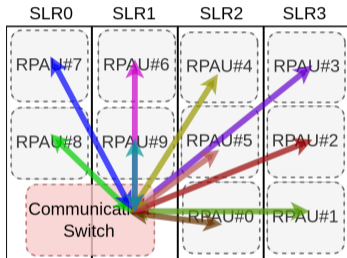 SLR0 SLR1 SLR2 SLR3
RPAU#7 RPAU#6 RPAU#4 RPAU#3
RPAU#8 RPAU#9 RPAU#5 RPAU#2
RPAU#0 RPAU#1
Switch